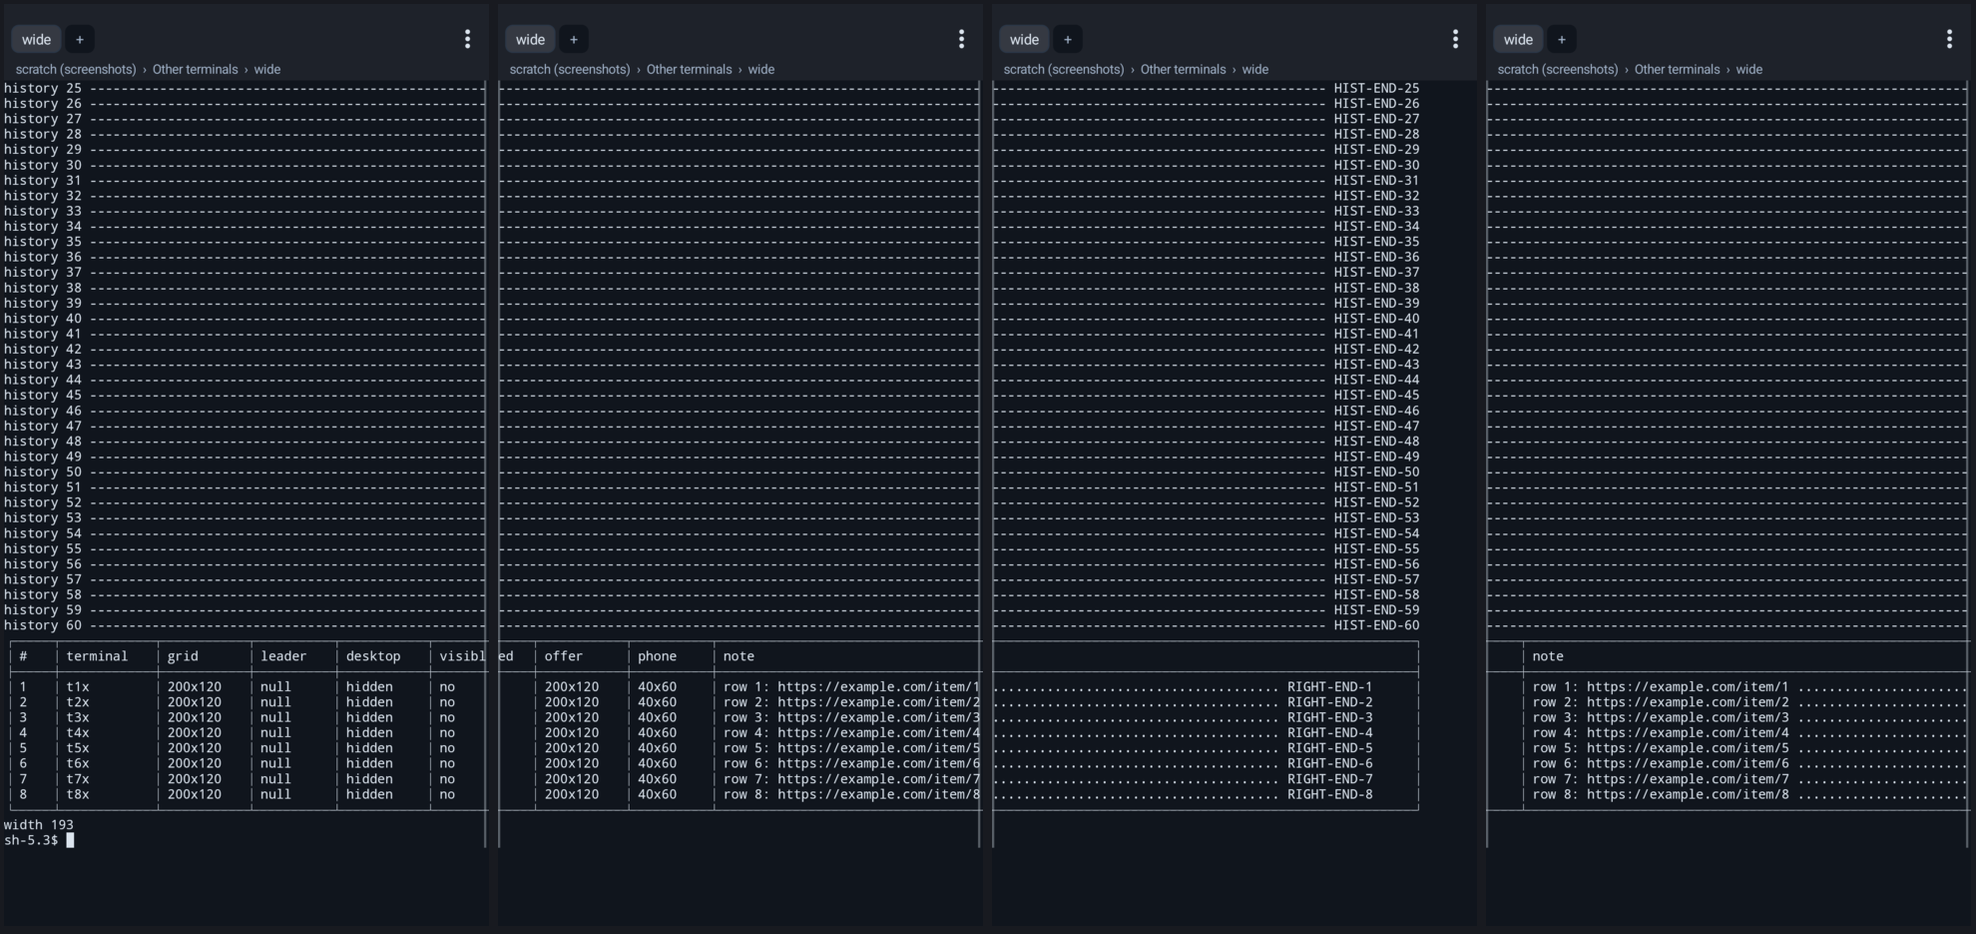 wide +
scratch (screenshots) › Other terminals › wide
history 25 ----------------------------------------------------
history 26 ----------------------------------------------------
history 27 ----------------------------------------------------
history 28 ----------------------------------------------------
history 29 ----------------------------------------------------
history 30 ----------------------------------------------------
history 31 ----------------------------------------------------
history 32 ----------------------------------------------------
history 33 ----------------------------------------------------
history 34 ----------------------------------------------------
history 35 ----------------------------------------------------
history 36 ----------------------------------------------------
history 37 ----------------------------------------------------
history 38 ----------------------------------------------------
history 39 ----------------------------------------------------
history 40 ----------------------------------------------------
history 41 ----------------------------------------------------
history 42 ----------------------------------------------------
history 43 ----------------------------------------------------
history 44 ----------------------------------------------------
history 45 ----------------------------------------------------
history 46 ----------------------------------------------------
history 47 ----------------------------------------------------
history 48 ----------------------------------------------------
history 49 ----------------------------------------------------
history 50 ----------------------------------------------------
history 51 ----------------------------------------------------
history 52 ----------------------------------------------------
history 53 ----------------------------------------------------
history 54 ----------------------------------------------------
history 55 ----------------------------------------------------
history 56 ----------------------------------------------------
history 57 ----------------------------------------------------
history 58 ----------------------------------------------------
history 59 ----------------------------------------------------
history 60 ----------------------------------------------------
# terminal grid leader desktop visibl
1 t1x 200x120 null hidden no
2 t2x 200x120 null hidden no
3 t3x 200x120 null hidden no
4 t4x 200x120 null hidden no
5 t5x 200x120 null hidden no
6 t6x 200x120 null hidden no
7 t7x 200x120 null hidden no
8 t8x 200x120 null hidden no
width 193
sh-5.3$
wide +
scratch (screenshots) › Other terminals › wide
ed offer phone note
200x120 40x60 row 1: https://example.com/item/1
200x120 40x60 row 2: https://example.com/item/2
200x120 40x60 row 3: https://example.com/item/3
200x120 40x60 row 4: https://example.com/item/4
200x120 40x60 row 5: https://example.com/item/5
200x120 40x60 row 6: https://example.com/item/6
200x120 40x60 row 7: https://example.com/item/7
200x120 40x60 row 8: https://example.com/item/8
wide +
scratch (screenshots) › Other terminals › wide
------------------------------------------- HIST-END-25
------------------------------------------- HIST-END-26
------------------------------------------- HIST-END-27
------------------------------------------- HIST-END-28
------------------------------------------- HIST-END-29
------------------------------------------- HIST-END-30
------------------------------------------- HIST-END-31
------------------------------------------- HIST-END-32
------------------------------------------- HIST-END-33
------------------------------------------- HIST-END-34
------------------------------------------- HIST-END-35
------------------------------------------- HIST-END-36
------------------------------------------- HIST-END-37
------------------------------------------- HIST-END-38
------------------------------------------- HIST-END-39
------------------------------------------- HIST-END-40
------------------------------------------- HIST-END-41
------------------------------------------- HIST-END-42
------------------------------------------- HIST-END-43
------------------------------------------- HIST-END-44
------------------------------------------- HIST-END-45
------------------------------------------- HIST-END-46
------------------------------------------- HIST-END-47
------------------------------------------- HIST-END-48
------------------------------------------- HIST-END-49
------------------------------------------- HIST-END-50
------------------------------------------- HIST-END-51
------------------------------------------- HIST-END-52
------------------------------------------- HIST-END-53
------------------------------------------- HIST-END-54
------------------------------------------- HIST-END-55
------------------------------------------- HIST-END-56
------------------------------------------- HIST-END-57
------------------------------------------- HIST-END-58
------------------------------------------- HIST-END-59
------------------------------------------- HIST-END-60
..................................... RIGHT-END-1
..................................... RIGHT-END-2
..................................... RIGHT-END-3
..................................... RIGHT-END-4
..................................... RIGHT-END-5
..................................... RIGHT-END-6
..................................... RIGHT-END-7
..................................... RIGHT-END-8
wide +
scratch (screenshots) › Other terminals › wide
note
row 1: https://example.com/item/1 ......................
row 2: https://example.com/item/2 ......................
row 3: https://example.com/item/3 ......................
row 4: https://example.com/item/4 ......................
row 5: https://example.com/item/5 ......................
row 6: https://example.com/item/6 ......................
row 7: https://example.com/item/7 ......................
row 8: https://example.com/item/8 ......................